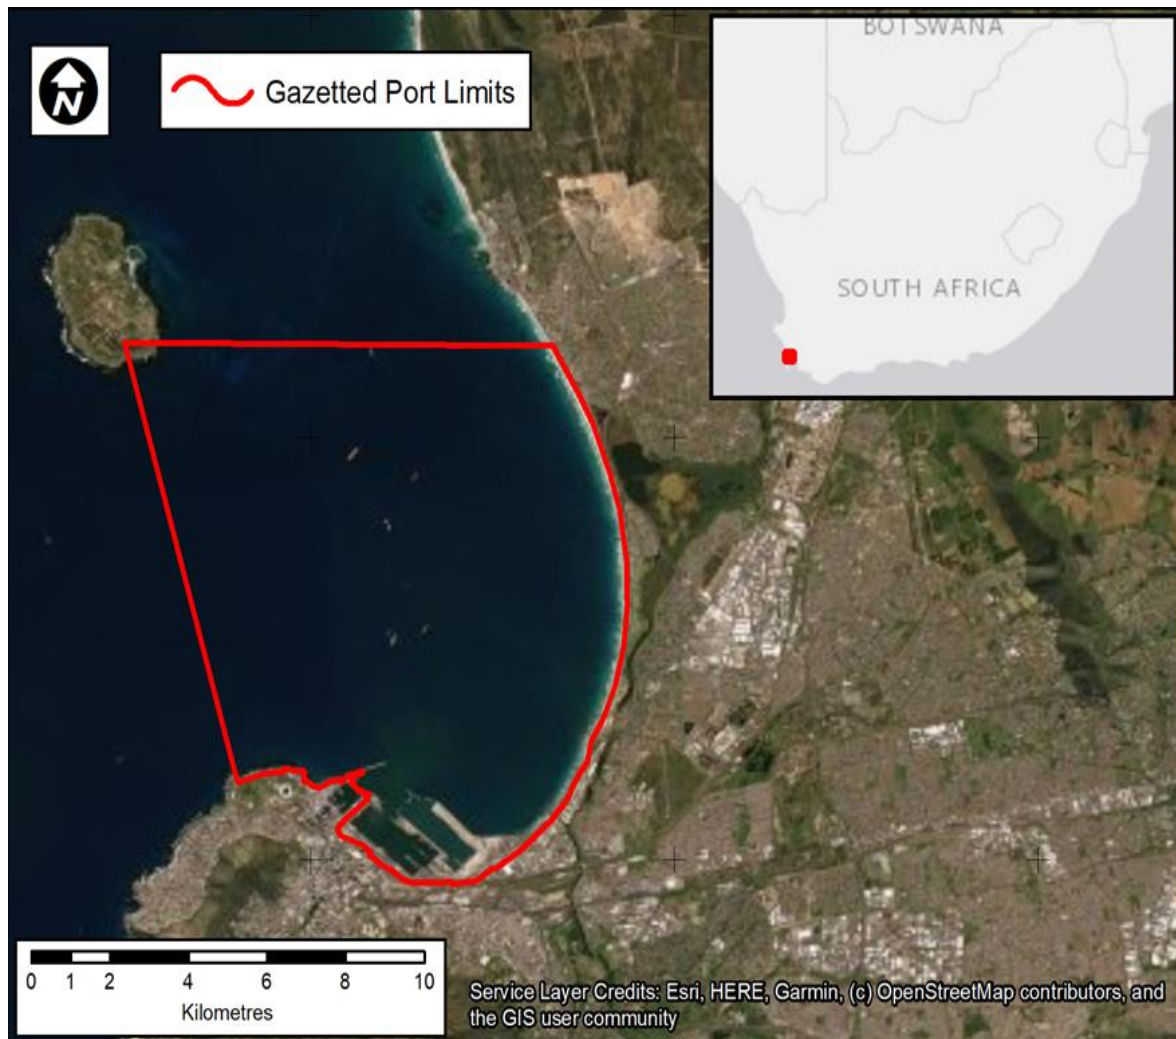 N
Gazetted Port Limits
BOTSWANA
SOUTH AFRICA
0 1 2 4 6 8 10
Kilometres
Service Layer Credits: Esri, HERE, Garmin, (c) OpenStreetMap contributors, and
the GIS user community